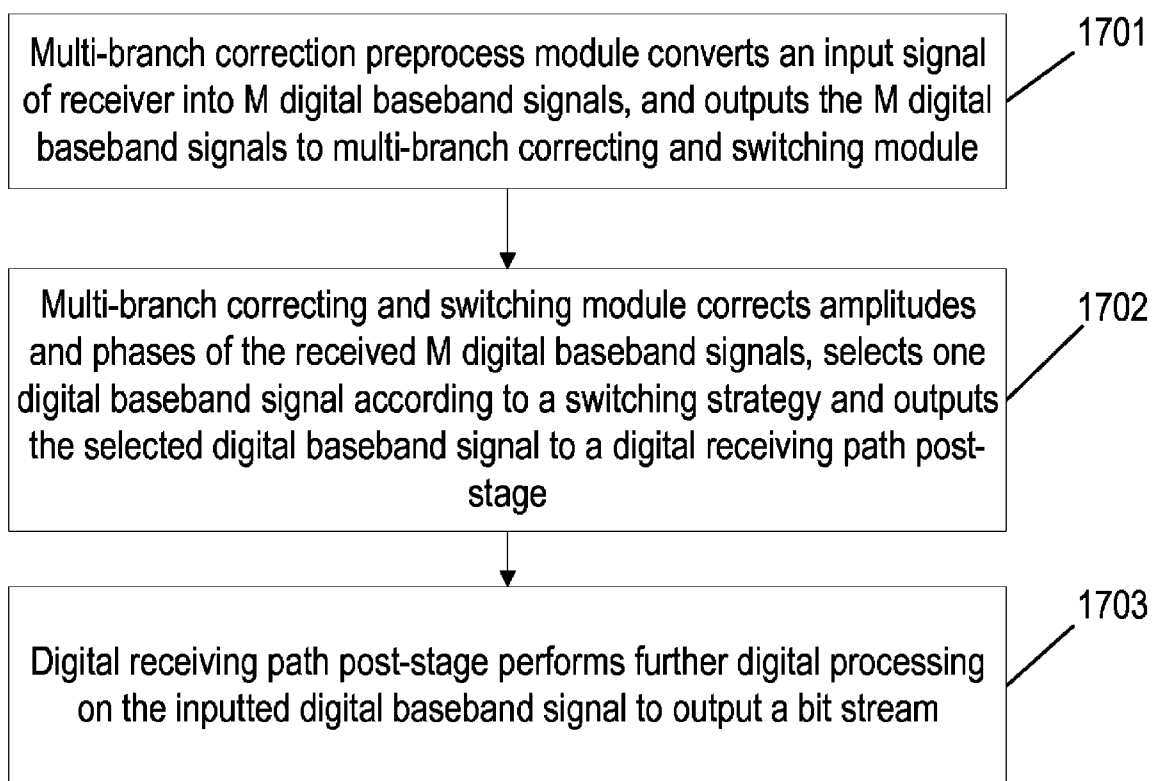 Multi-branch correction preprocess module converts an input signal
of receiver into M digital baseband signals, and outputs the M digital
baseband signals to multi-branch correcting and switching module
1701
Multi-branch correcting and switching module corrects amplitudes
and phases of the received M digital baseband signals, selects one
digital baseband signal according to a switching strategy and outputs
the selected digital baseband signal to a digital receiving path post-
stage
1702
Digital receiving path post-stage performs further digital processing
on the inputted digital baseband signal to output a bit stream
1703